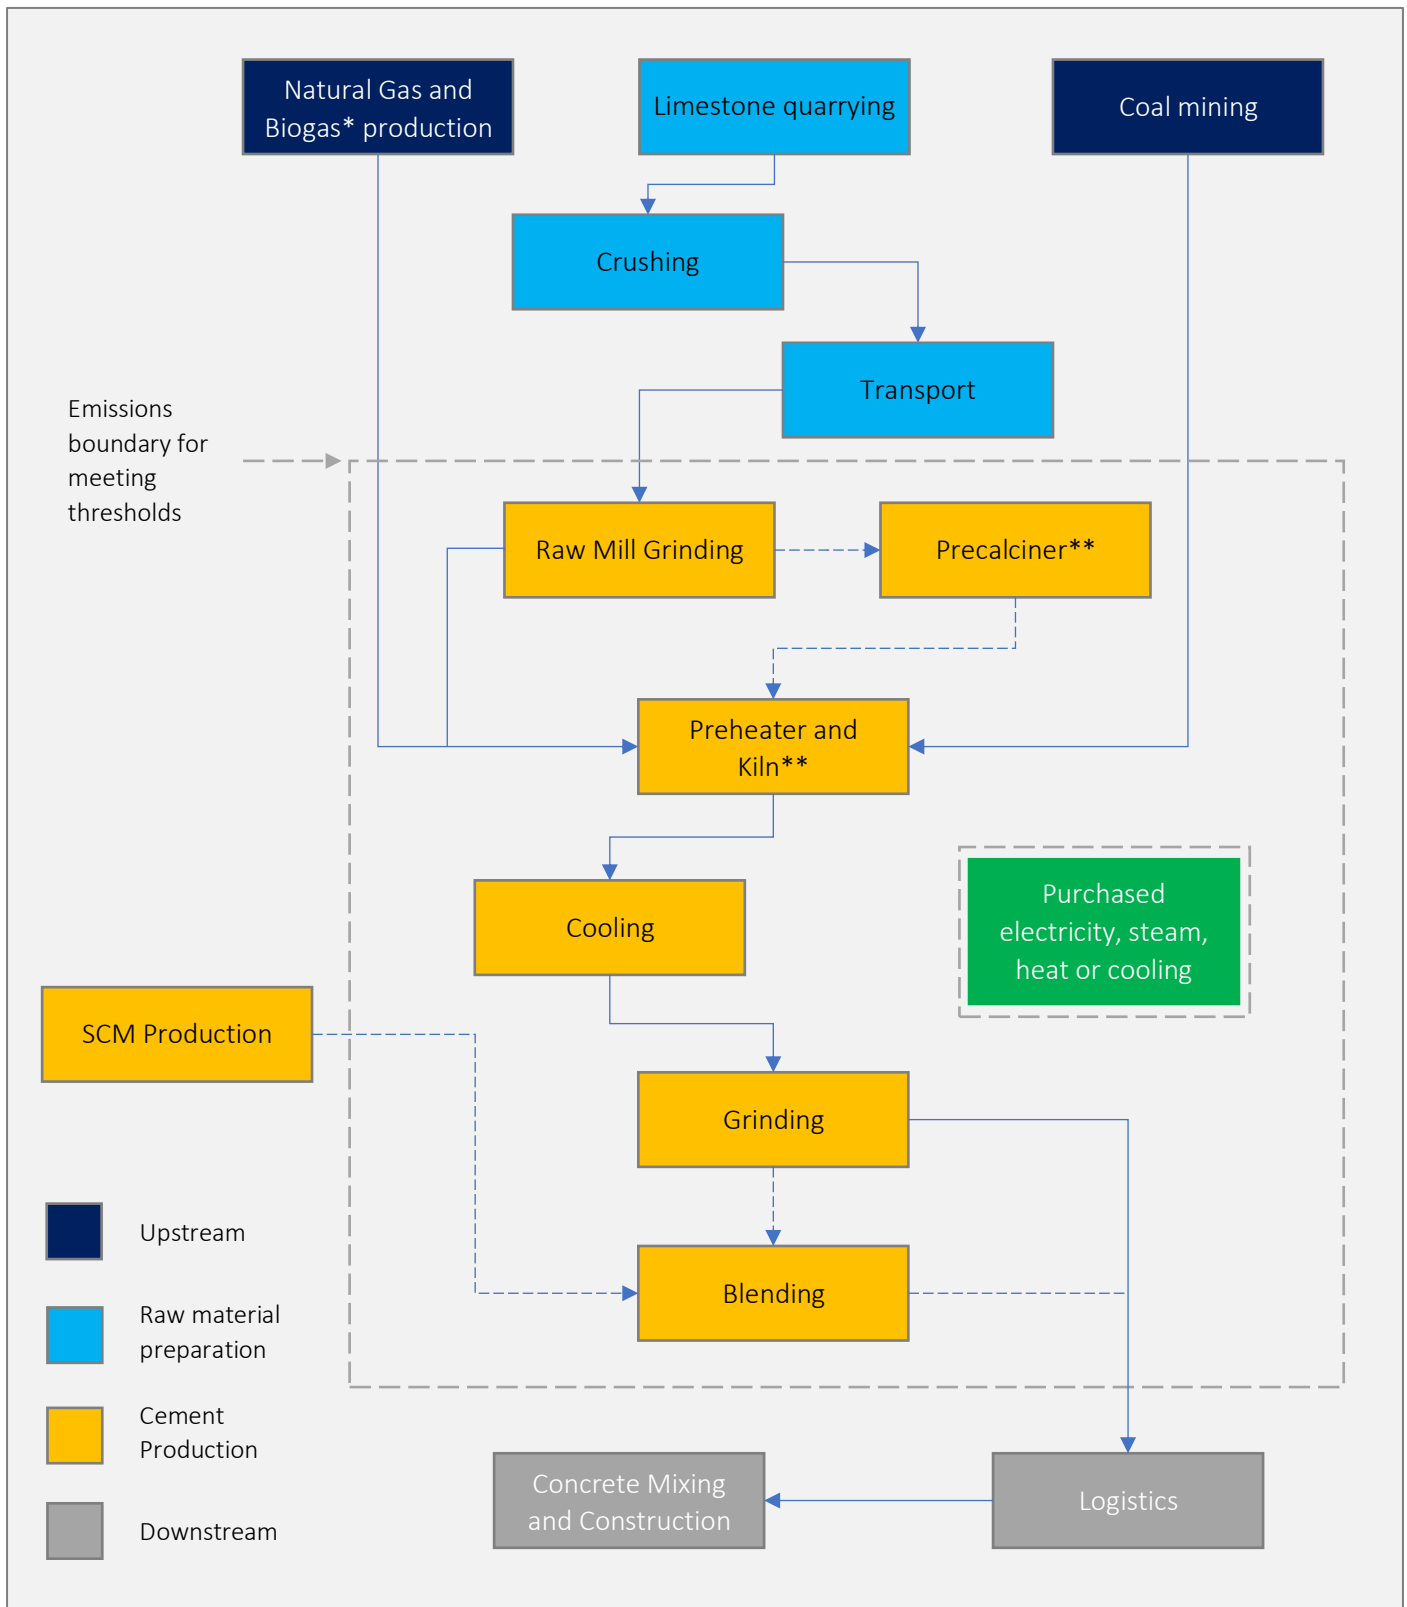 Natural Gas and
Biogas* production
Limestone quarrying
Coal mining
Crushing
Transport
Emissions
boundary for
meeting
thresholds
Raw Mill Grinding
Precalciner**
Preheater and
Kiln**
Cooling
Purchased
electricity, steam,
heat or cooling
SCM Production
Grinding
Blending
Upstream
Raw material
preparation
Cement
Production
Downstream
Concrete Mixing
and Construction
Logistics